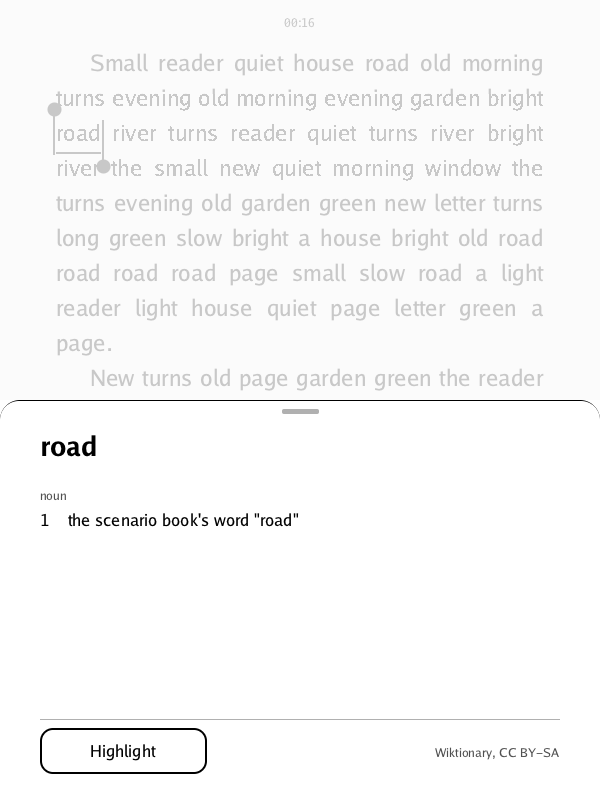 00:16
Small reader quiet house road old morning
turns evening old morning evening garden bright
road river turns reader quiet turns river bright
river the small new quiet morning window the
turns evening old garden green new letter turns
long green slow bright a house bright old road
road road road page small slow road a light
reader light house quiet page letter green a
page.
New turns old page garden green the reader
road
noun
1 the scenario book's word "road"
Highlight
Wiktionary, CC BY–SA